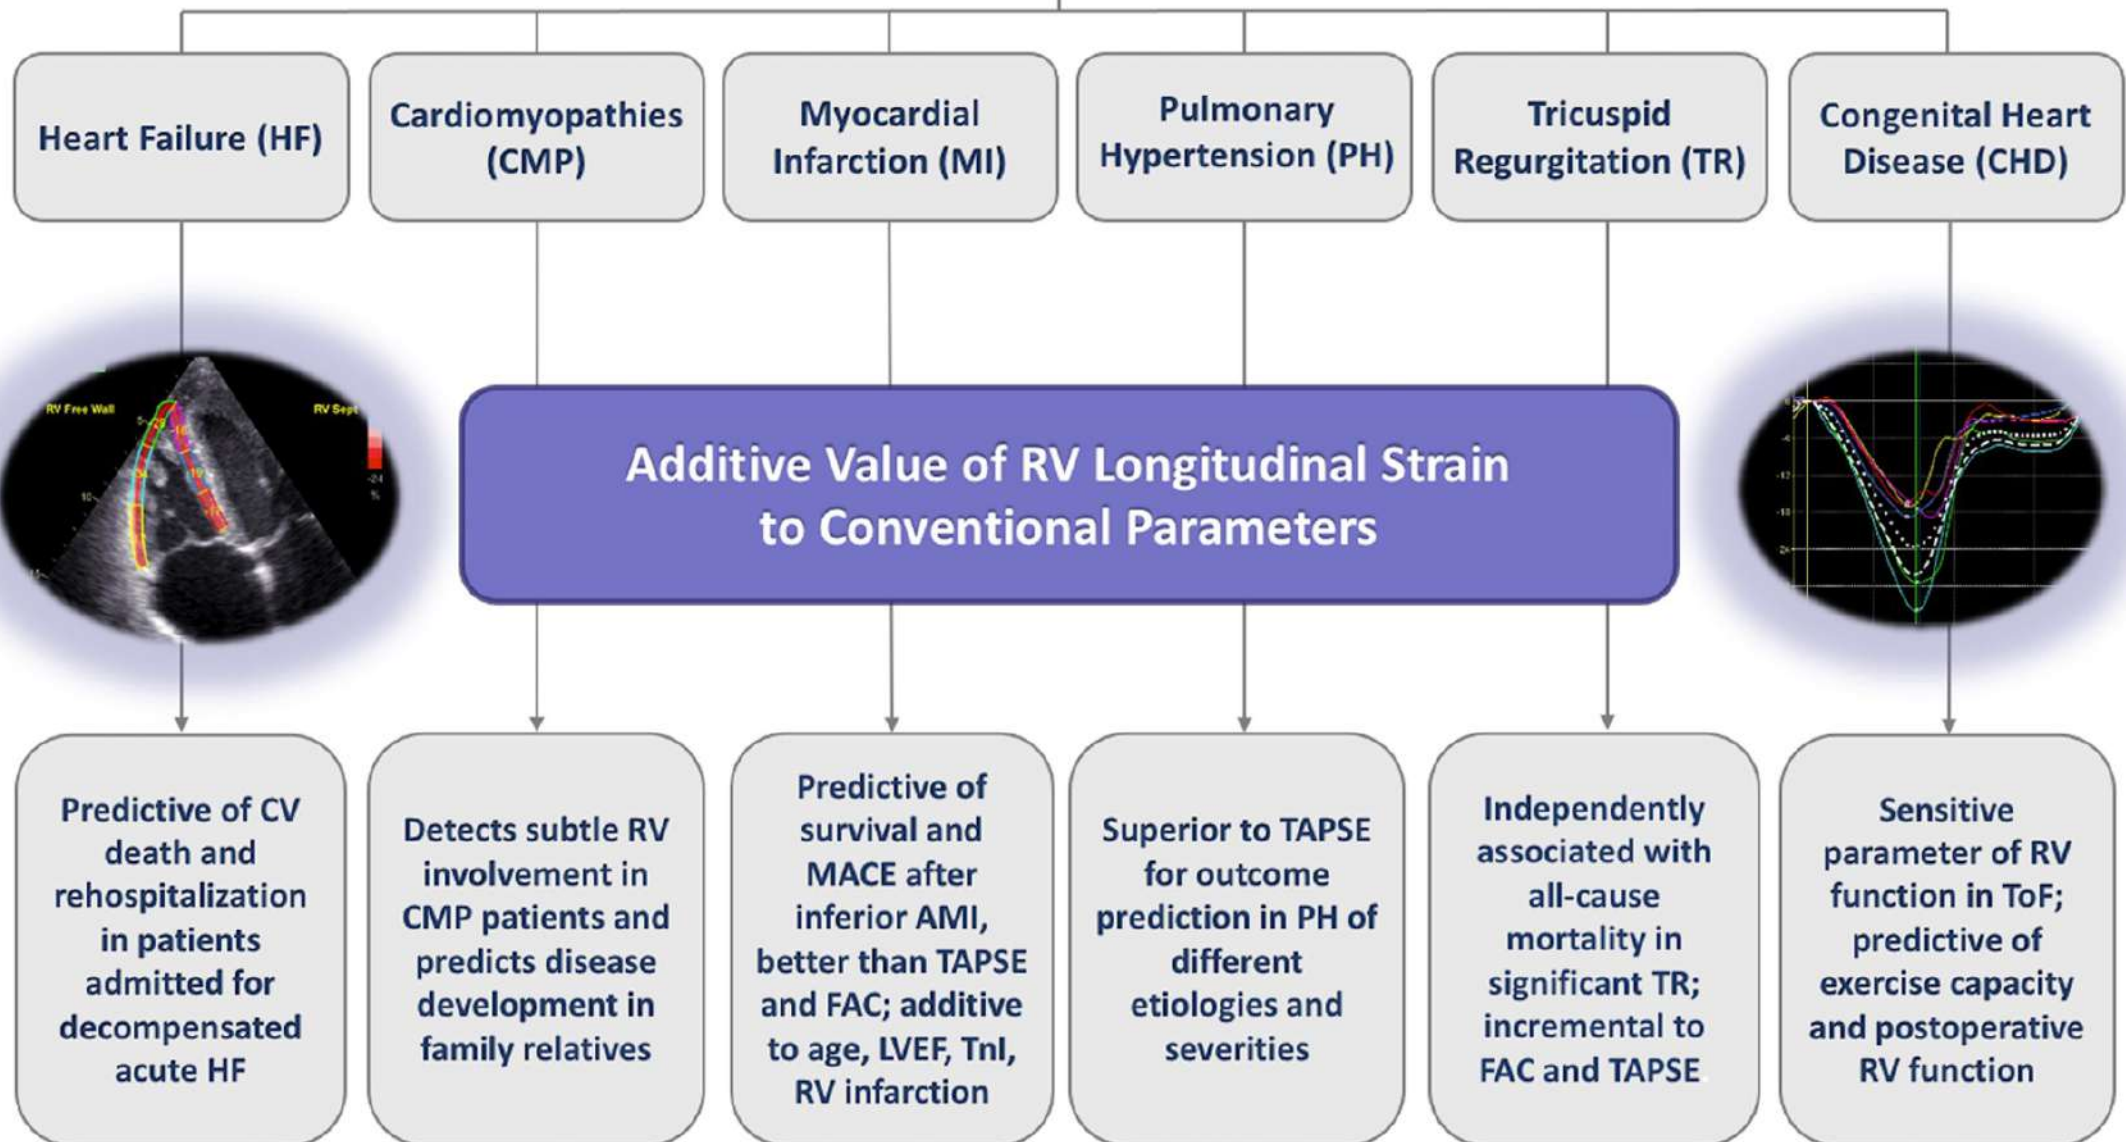 Heart Failure (HF)
Cardiomyopathies
(CMP)
Myocardial
Infarction (MI)
Pulmonary
Hypertension (PH)
Tricuspid
Regurgitation (TR)
Congenital Heart
Disease (CHD)
RV Free Wall
RV Sept
-24
%
10
Additive Value of RV Longitudinal Strain
to Conventional Parameters
-12
-18
Predictive of CV
death and
rehospitalization
in patients
admitted for
decompensated
acute HF
Detects subtle RV
involvement in
CMP patients and
predicts disease
development in
family relatives
Predictive of
survival and
MACE after
inferior AMI,
better than TAPSE
and FAC; additive
to age, LVEF, TnI,
RV infarction
Superior to TAPSE
for outcome
prediction in PH of
different
etiologies and
severities
Independently
associated with
all-cause
mortality in
significant TR;
incremental to
FAC and TAPSE.
Sensitive
parameter of RV
function in ToF;
predictive of
exercise capacity
and postoperative
RV function